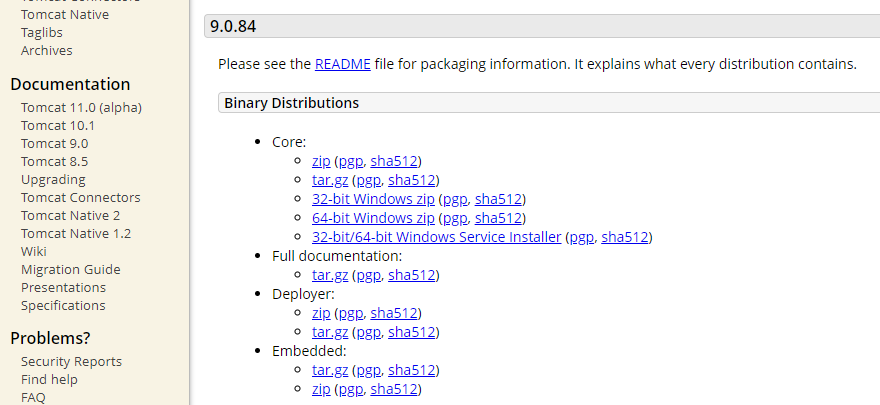 Tomcat Connectors
Tomcat Native
Taglibs
Archives
Documentation
Tomcat 11.0 (alpha)
Tomcat 10.1
Tomcat 9.0
Tomcat 8.5
Upgrading
Tomcat Connectors
Tomcat Native 2
Tomcat Native 1.2
Wiki
Migration Guide
Presentations
Specifications
Problems?
Security Reports
Find help
FAQ
9.0.84
Please see the README file for packaging information. It explains what every distribution contains.
Binary Distributions
Core:
zip (pgp, sha512)
tar.gz (pgp, sha512)
32-bit Windows zip (pgp, sha512)
64-bit Windows zip (pgp, sha512)
32-bit/64-bit Windows Service Installer (pgp, sha512)
Full documentation:
tar.gz (pgp, sha512)
Deployer:
zip (pgp, sha512)
tar.gz (pgp, sha512)
Embedded:
tar.gz (pgp, sha512)
zip (pgp, sha512)